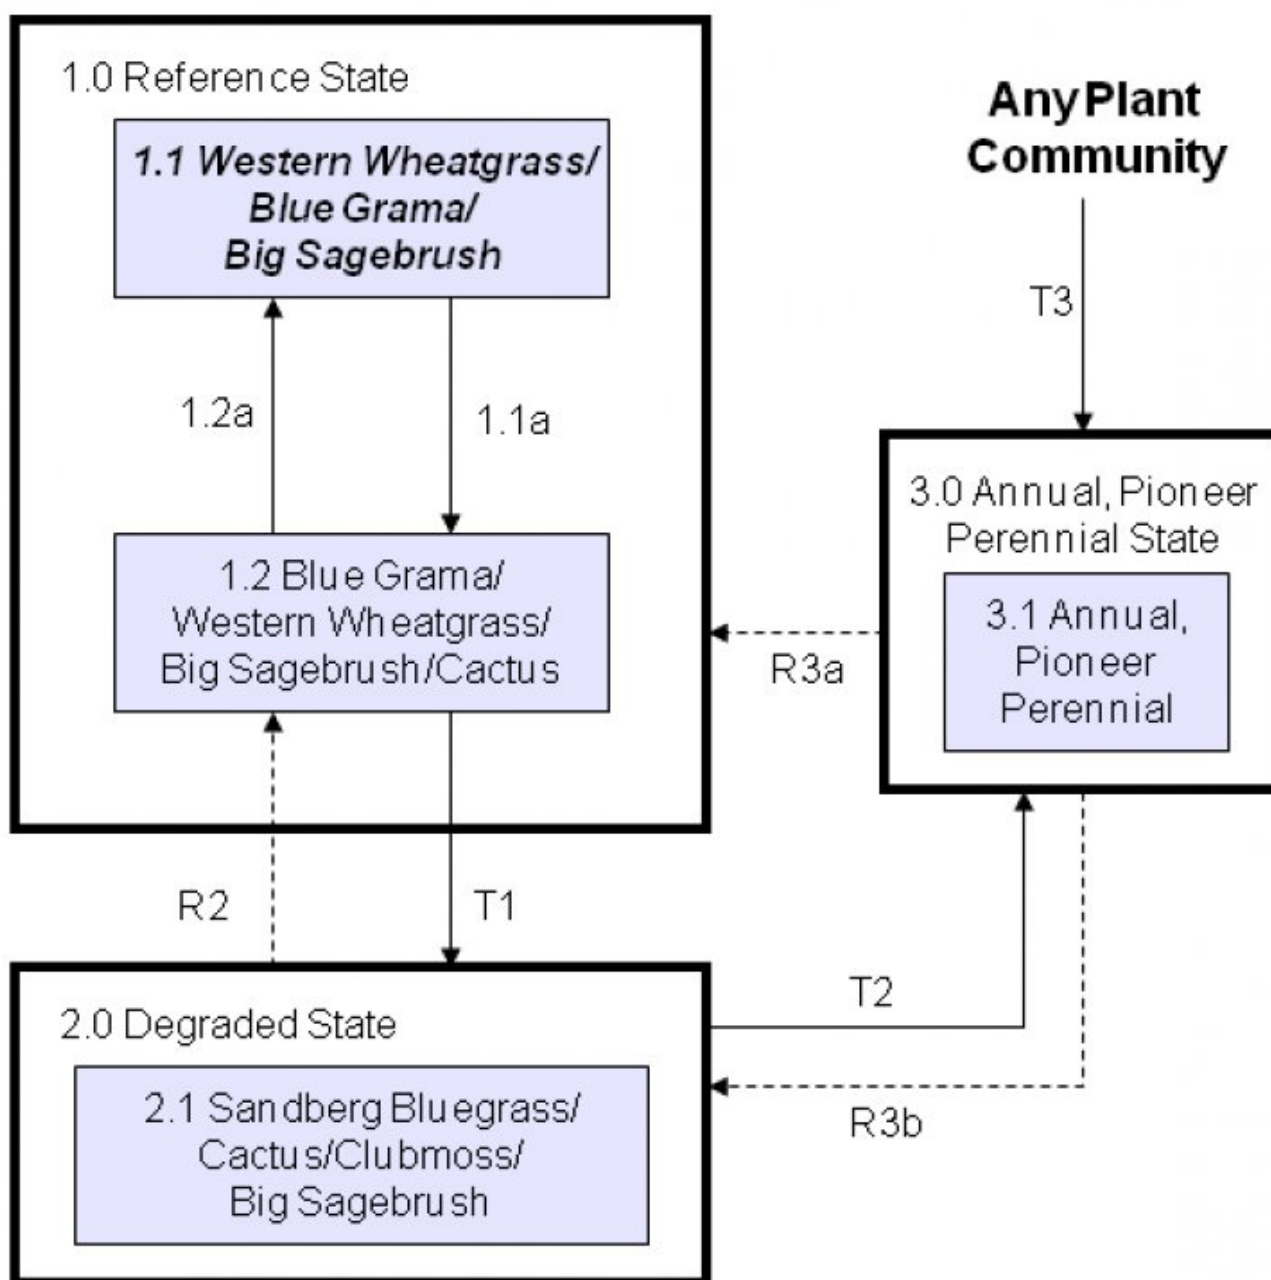 1.0 Reference State
1.1 Western Wheatgrass/
Blue Grama/
Big Sagebrush
1.2a
1.1a
1.2 Blue Grama/
Western Wheatgrass/
Big Sagebrush/Cactus
R2
T1
2.0 Degraded State
2.1 Sandberg Bluegrass/
Cactus/Clubmoss/
Big Sagebrush
Any Plant
Community
T3
3.0 Annual, Pioneer
Perennial State
3.1 Annual,
Pioneer
Perennial
R3a
T2
R3b